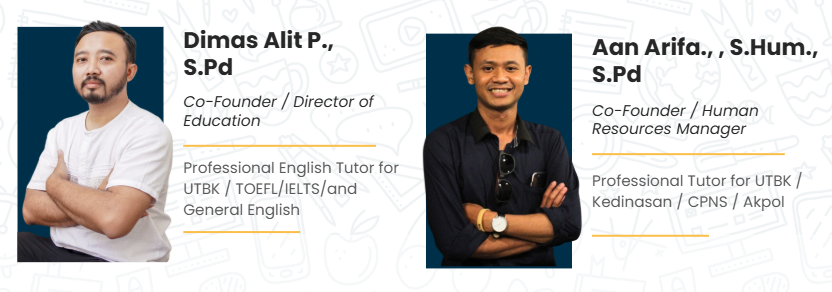 Dimas Alit P.,
S.Pd
Co-Founder / Director of
Education
Professional English Tutor for
UTBK / TOEFL/IELTS/and
General English
Aan Arifa., , S.Hum.,
S.Pd
Co-Founder / Human
Resources Manager
Professional Tutor for UTBK /
Kedinasan / CPNS / Akpol